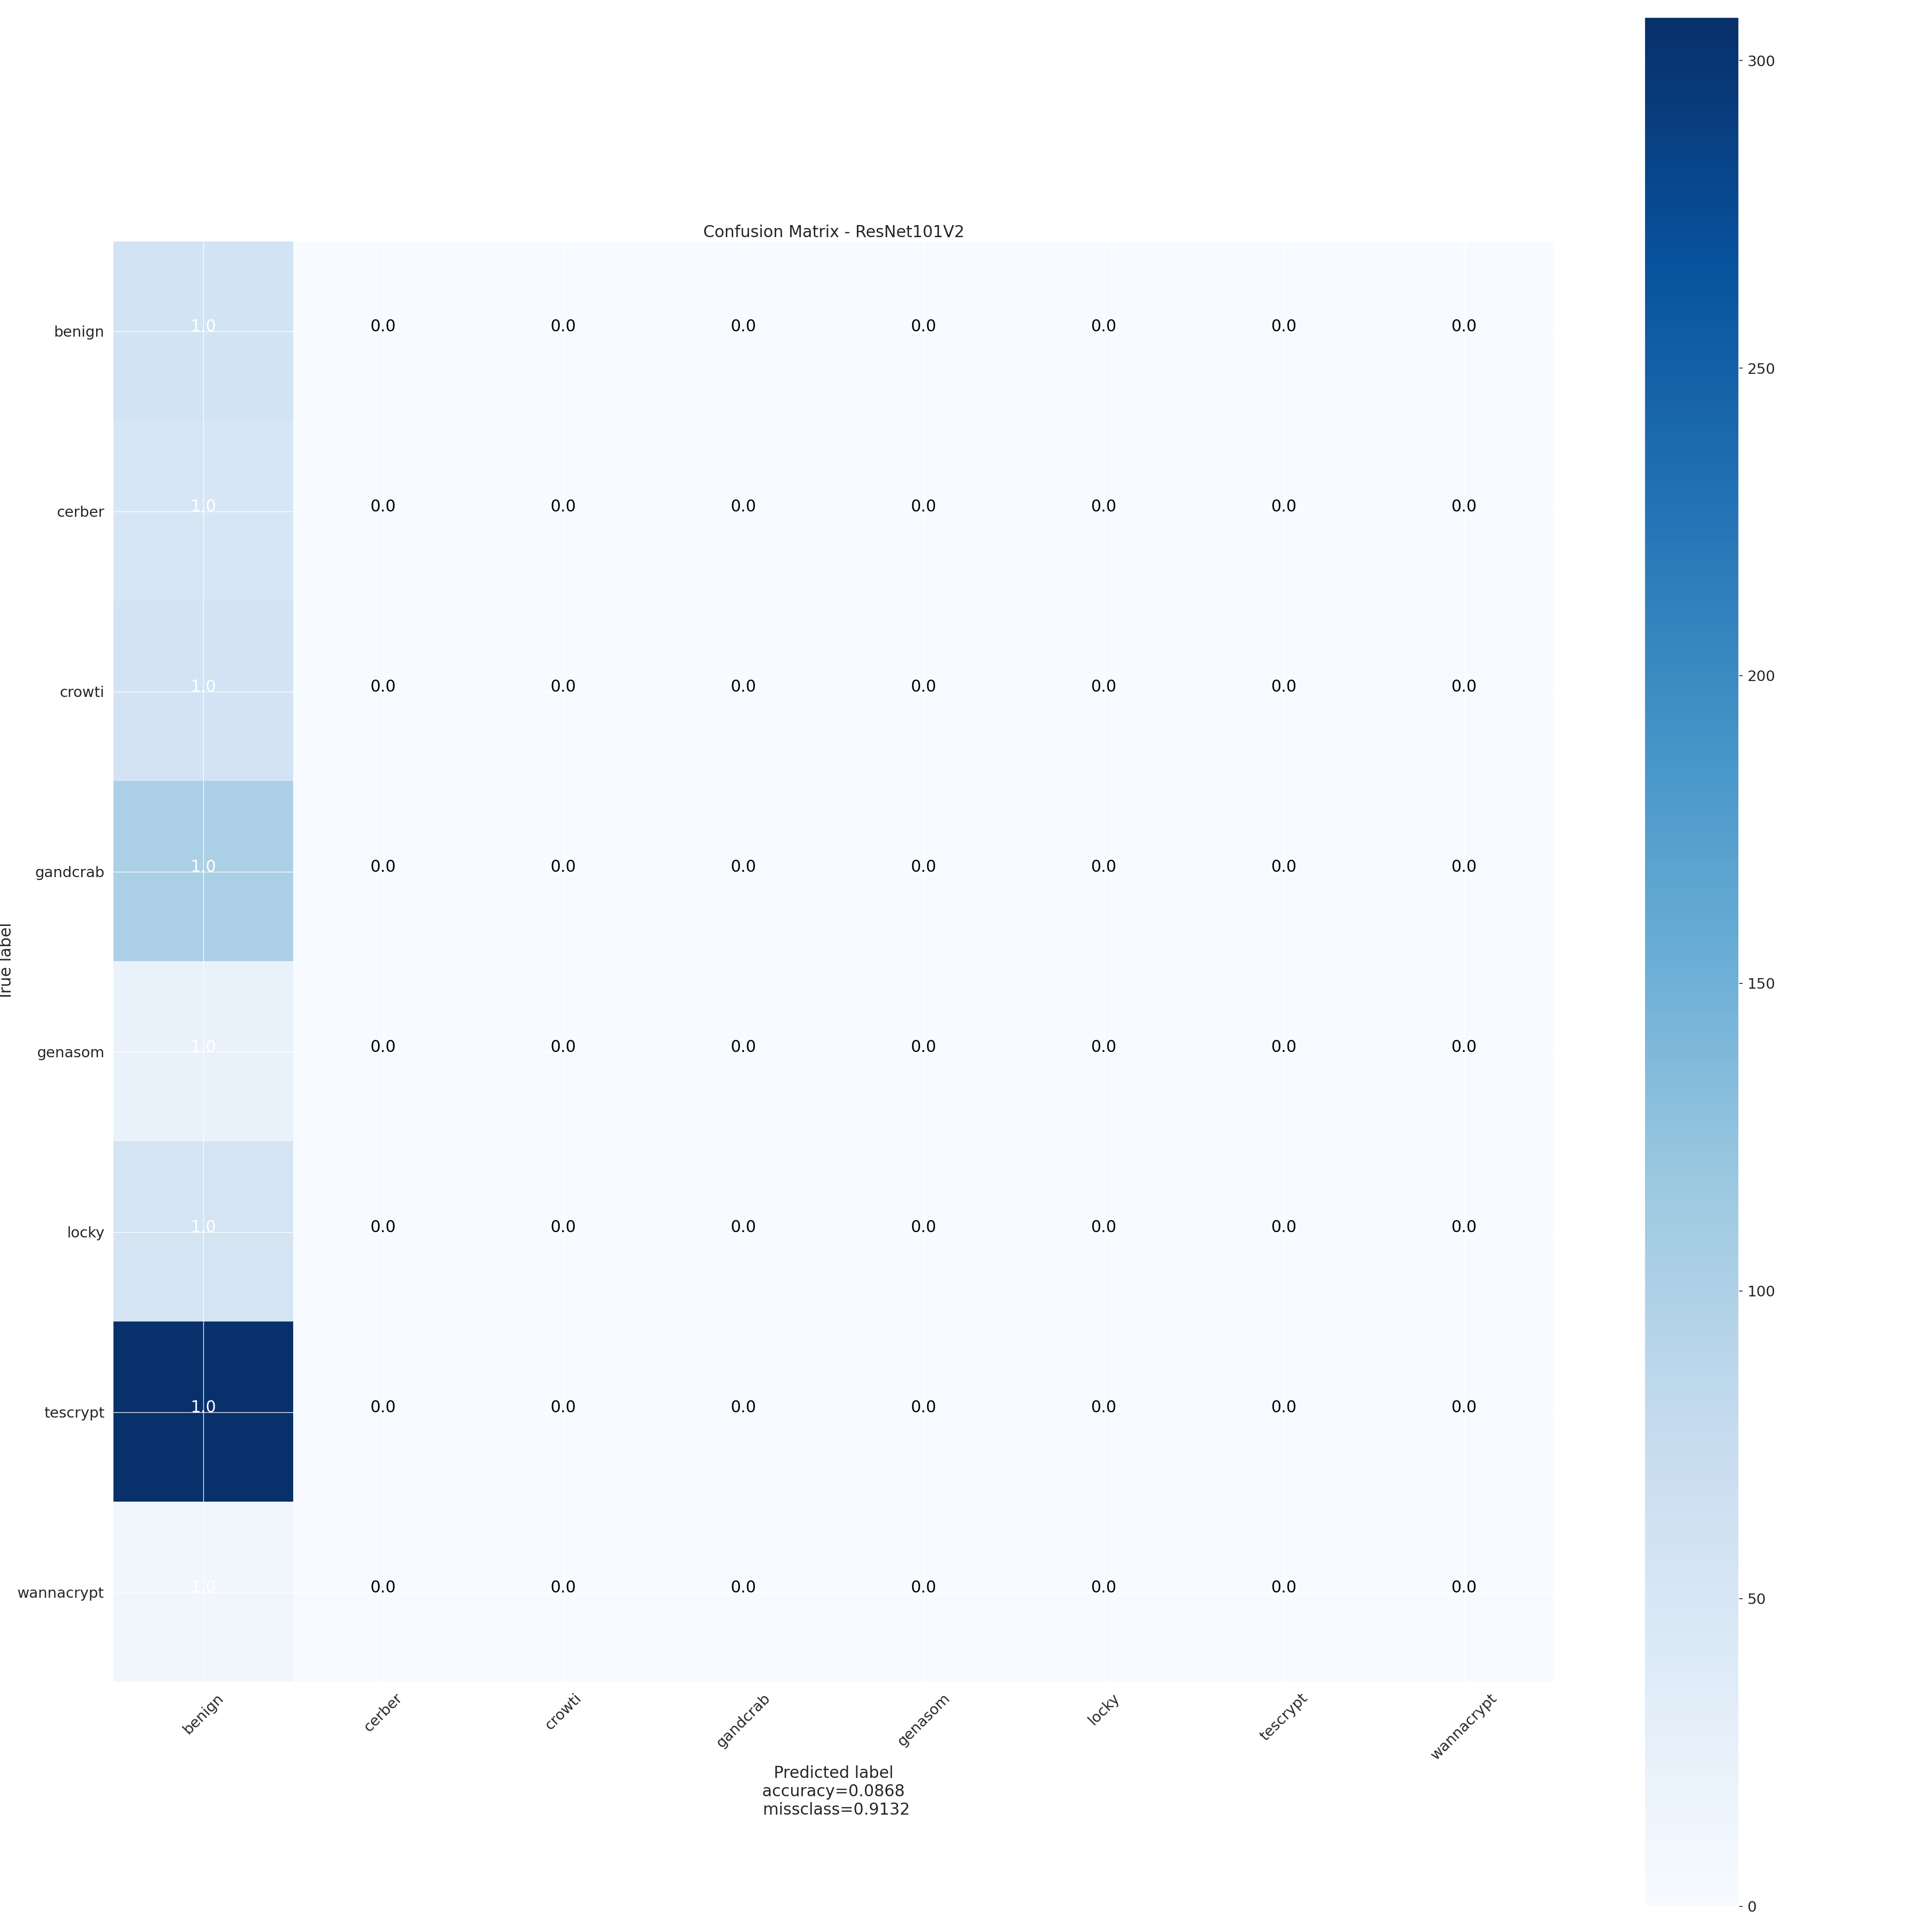 Confusion Matrix - ResNet101V2
benign 1.0 0.0 0.0 0.0 0.0 0.0 0.0 0.0
cerber 1.0 0.0 0.0 0.0 0.0 0.0 0.0 0.0
crowti 1.0 0.0 0.0 0.0 0.0 0.0 0.0 0.0
gandcrab 1.0 0.0 0.0 0.0 0.0 0.0 0.0 0.0
genasom 1.0 0.0 0.0 0.0 0.0 0.0 0.0 0.0
locky 1.0 0.0 0.0 0.0 0.0 0.0 0.0 0.0
tescrypt 1.0 0.0 0.0 0.0 0.0 0.0 0.0 0.0
wannacrypt 1.0 0.0 0.0 0.0 0.0 0.0 0.0 0.0
True label
benign cerber crowti gandcrab genasom locky tescrypt wannacrypt
Predicted label
accuracy=0.0868
missclass=0.9132
300
250
200
150
100
50
0